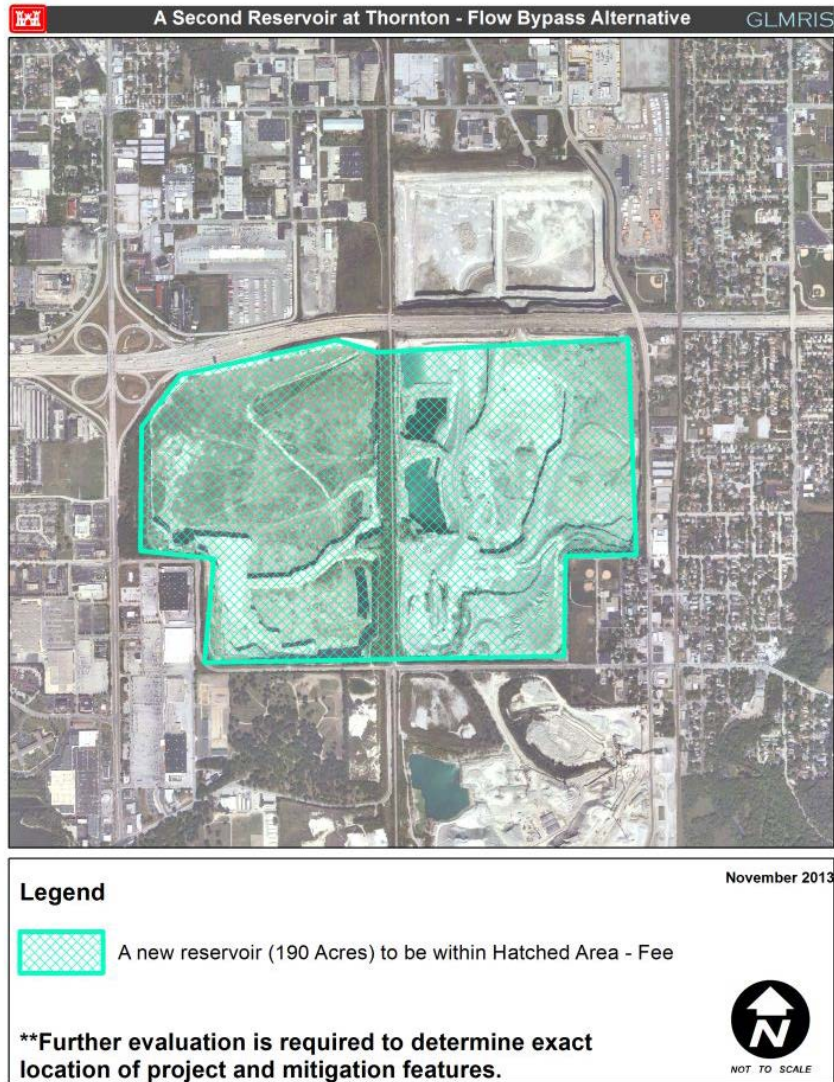 A Second Reservoir at Thornton - Flow Bypass Alternative
GLMRIS
Legend
November 2013
A new reservoir (190 Acres) to be within Hatched Area - Fee
**Further evaluation is required to determine exact
location of project and mitigation features.
N
NOT TO SCALE